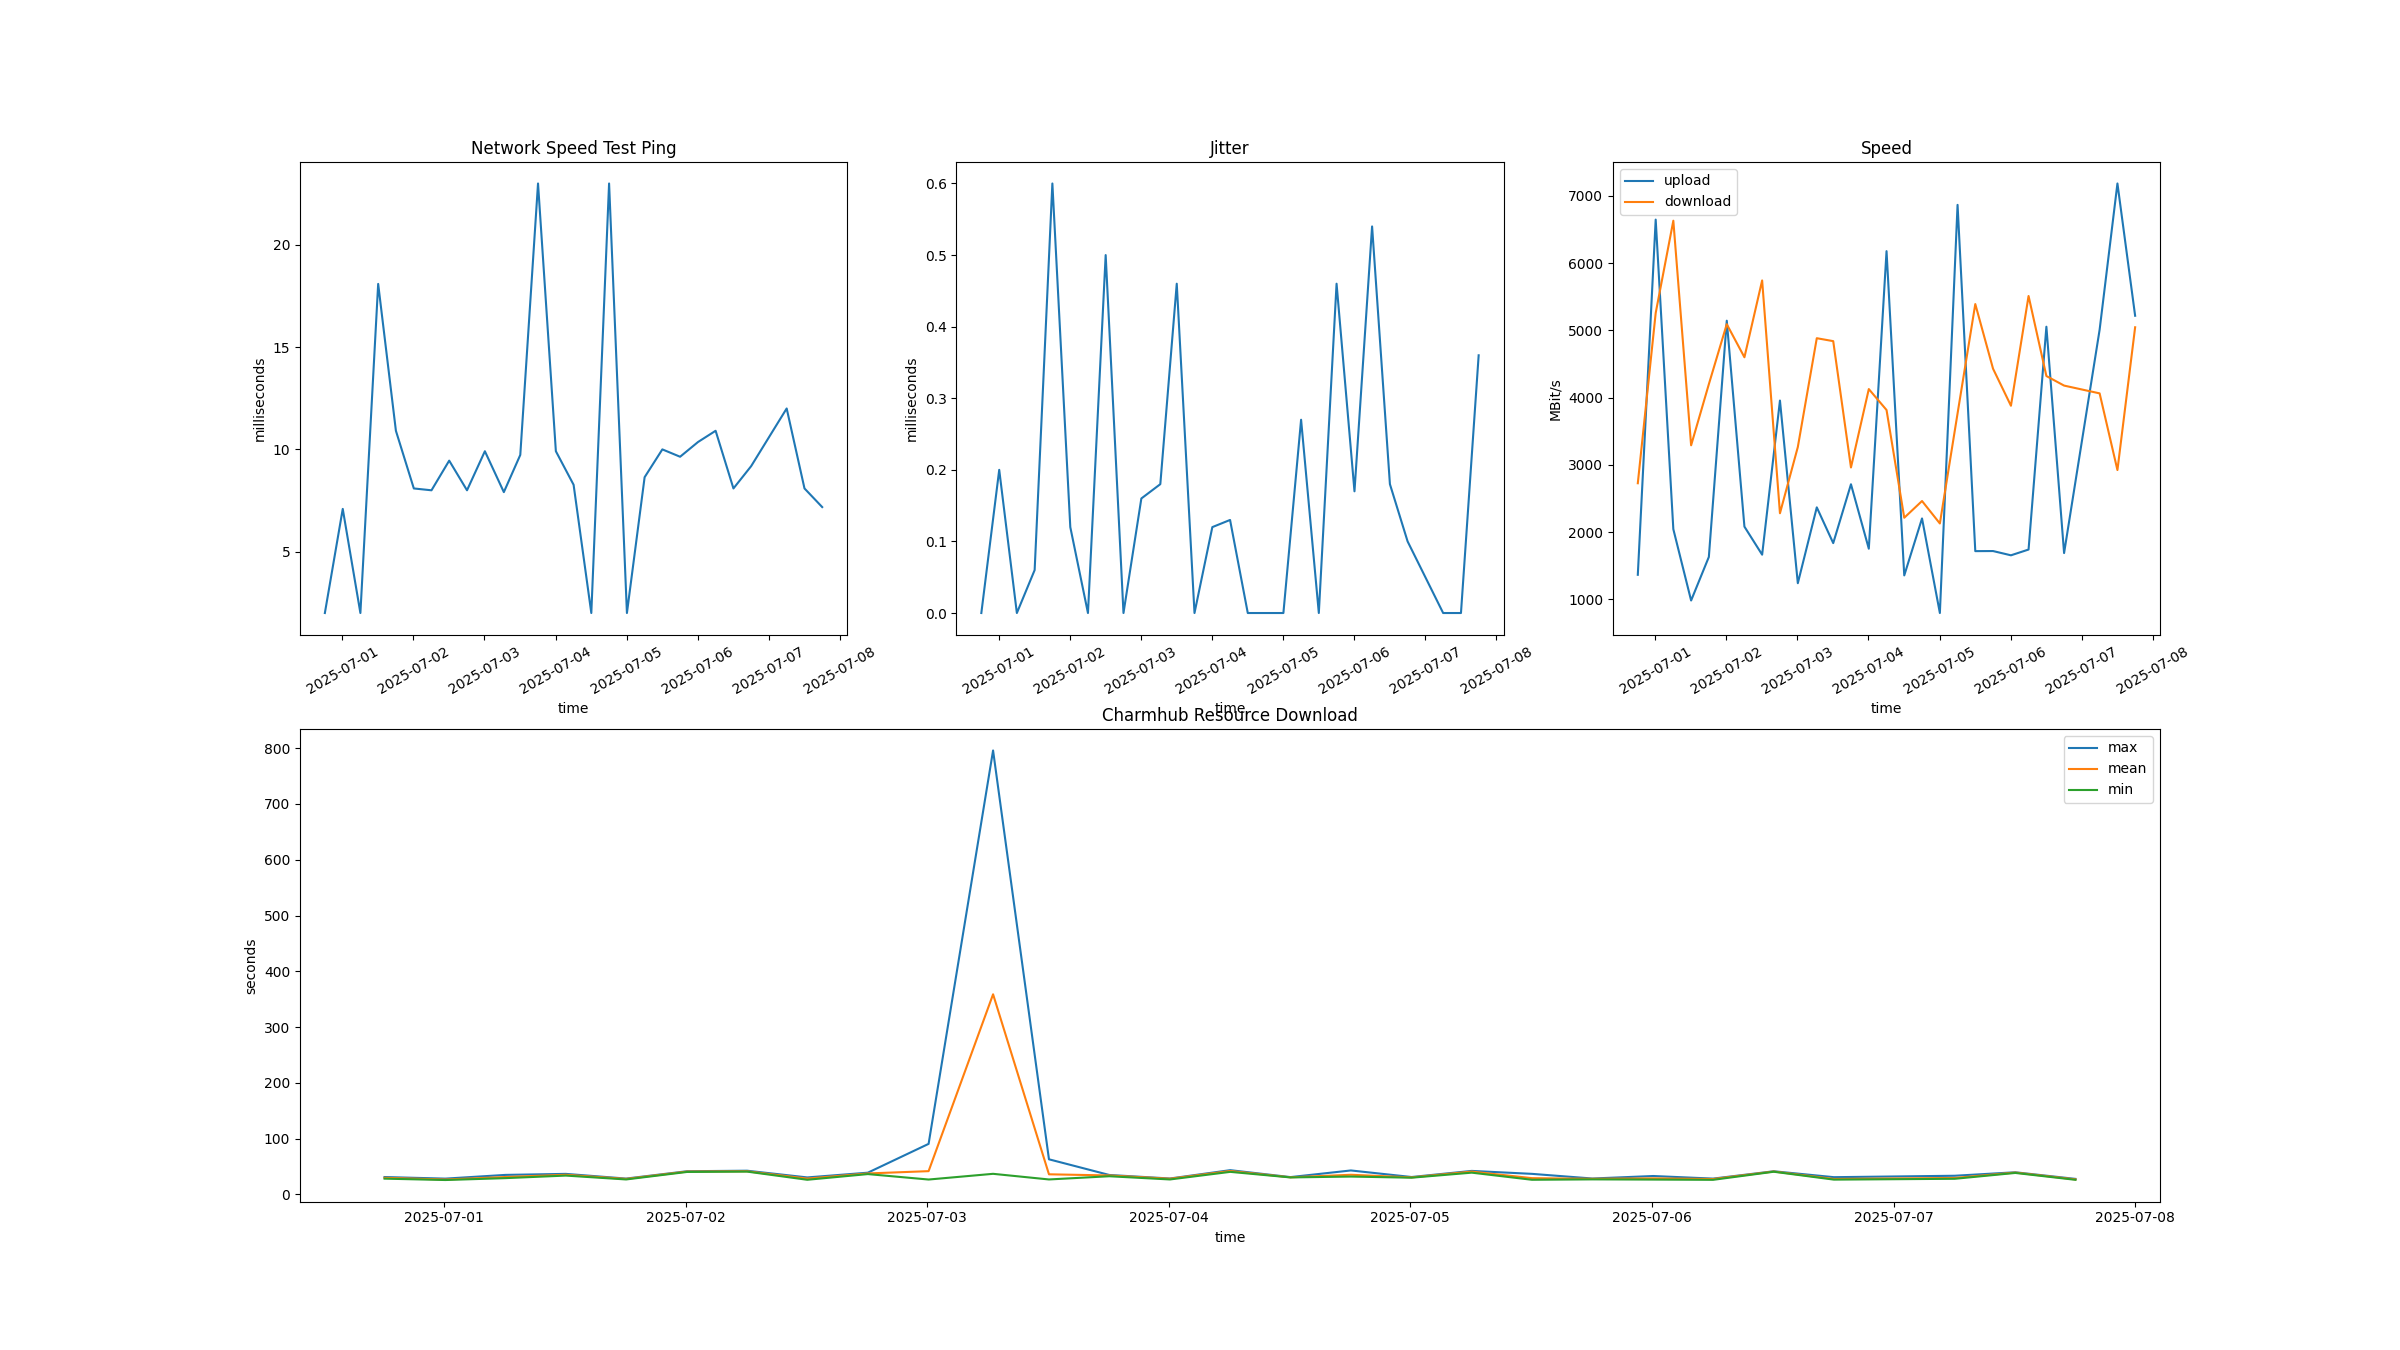 Network Speed Test Ping
milliseconds
20
15
10
5
2025-07-01 2025-07-02 2025-07-03 2025-07-04 2025-07-05 2025-07-06 2025-07-07 2025-07-08
time
Jitter
milliseconds
0.6
0.5
0.4
0.3
0.2
0.1
0.0
2025-07-01 2025-07-02 2025-07-03 2025-07-04 2025-07-05 2025-07-06 2025-07-07 2025-07-08
time
Speed
upload
download
MBit/s
7000
6000
5000
4000
3000
2000
1000
2025-07-01 2025-07-02 2025-07-03 2025-07-04 2025-07-05 2025-07-06 2025-07-07 2025-07-08
time
Charmhub Resource Download
max
mean
min
seconds
800
700
600
500
400
300
200
100
0
2025-07-01 2025-07-02 2025-07-03 2025-07-04 2025-07-05 2025-07-06 2025-07-07 2025-07-08
time